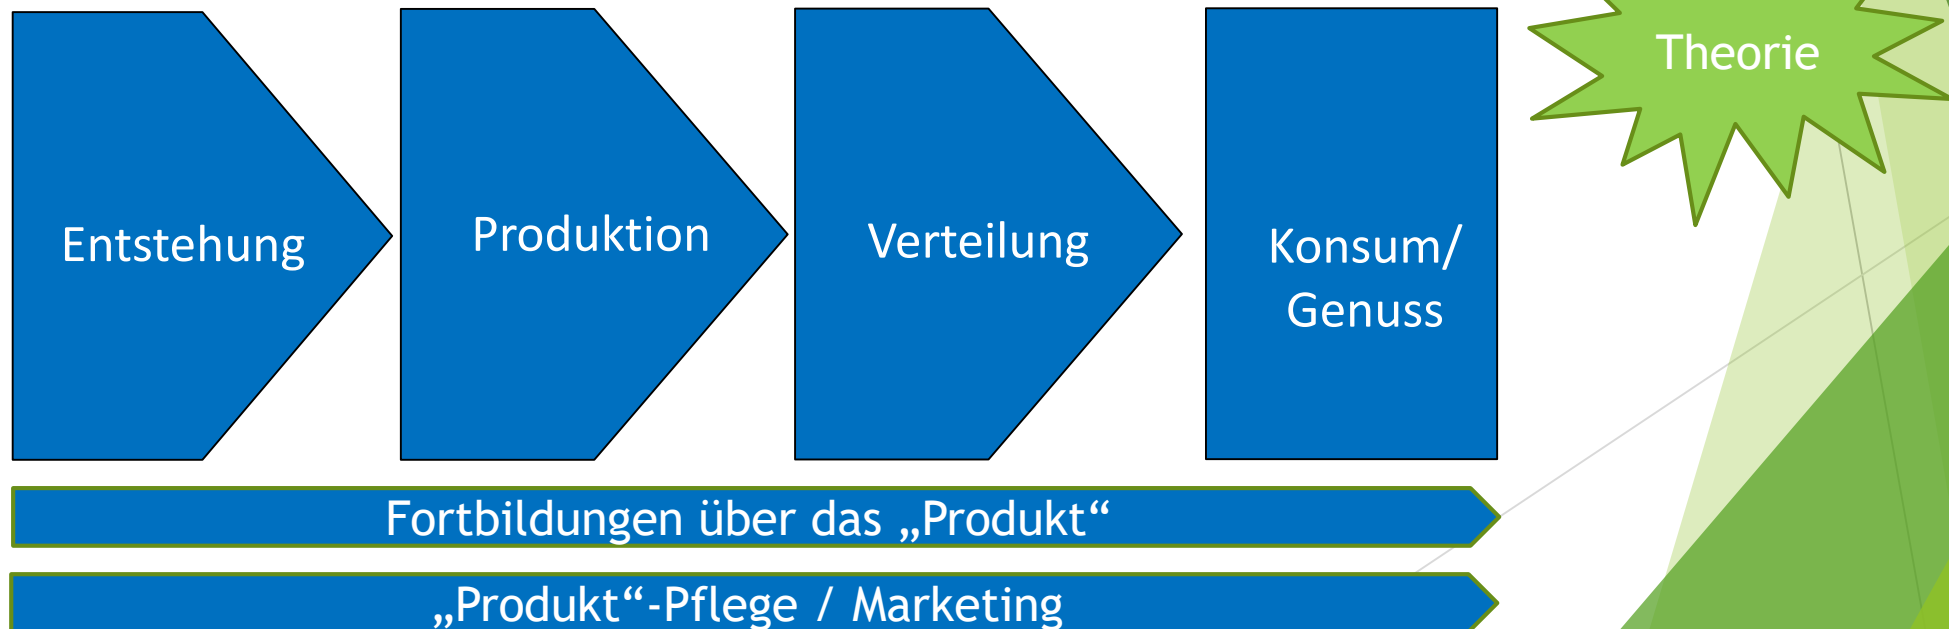 Theorie
Entstehung
Produktion
Verteilung
Konsum/
Genuss
Fortbildungen über das „Produkt“
„Produkt“-Pflege / Marketing